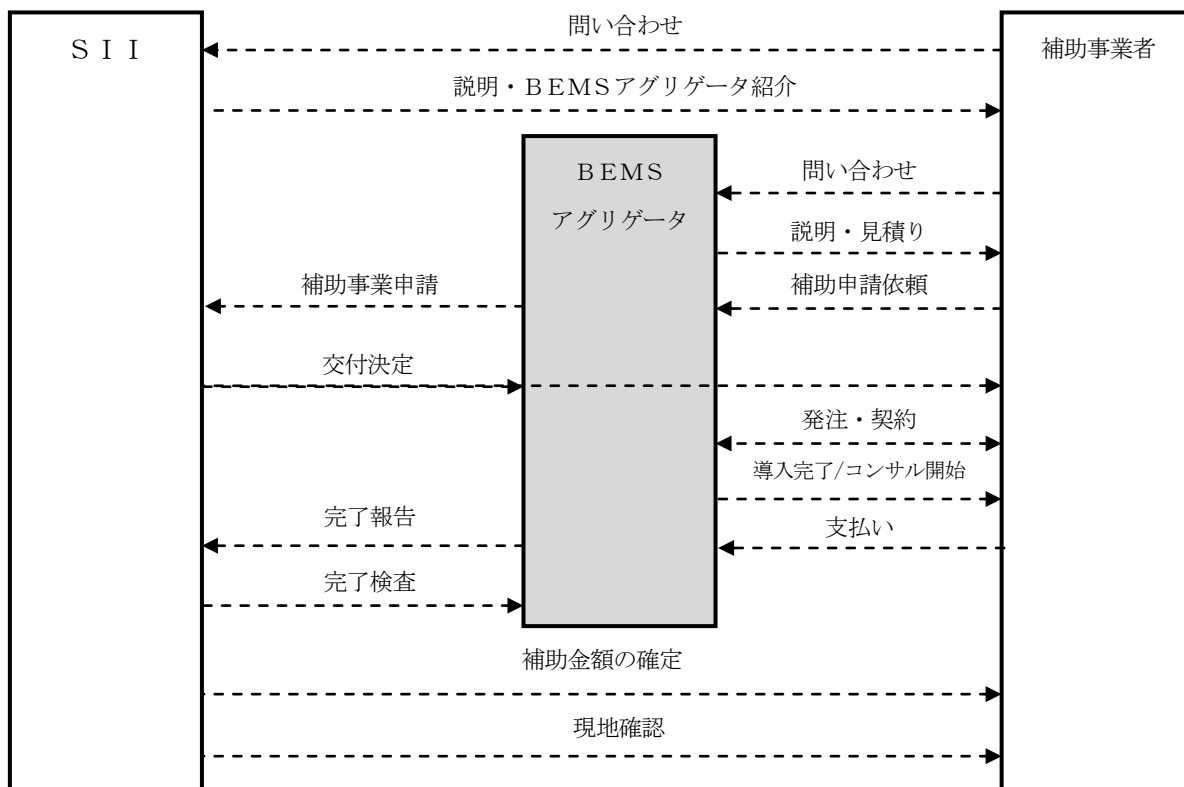 問い合わせ
ＳＩＩ
補助事業者
説明・ＢＥＭＳアグリゲータ紹介
ＢＥＭＳ
アグリゲータ
問い合わせ
説明・見積り
補助事業申請
補助申請依頼
交付決定
発注・契約
導入完了/コンサル開始
完了報告
支払い
完了検査
補助金額の確定
現地確認